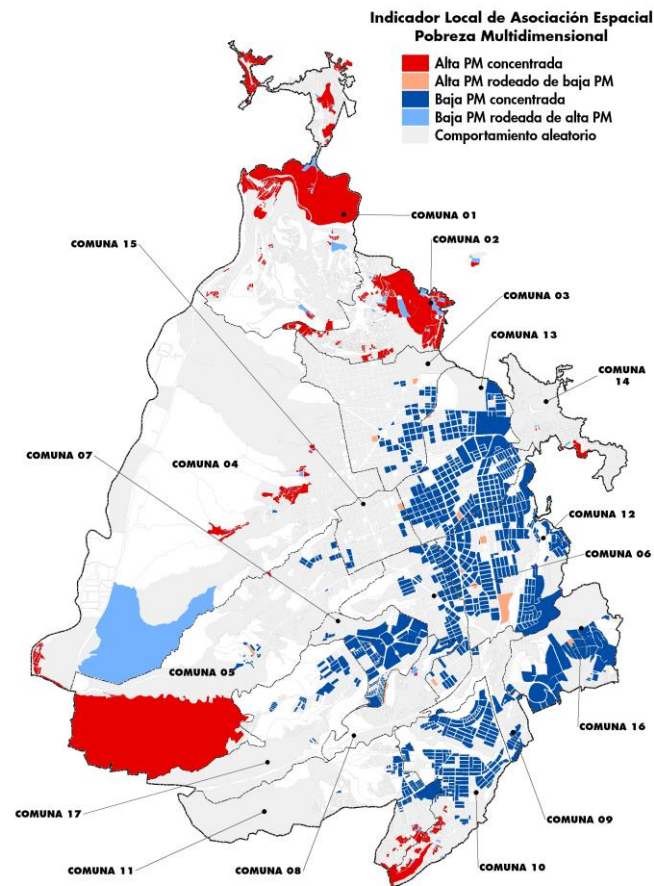 Indicador Local de Asociación Espacial
Pobreza Multidimensional
Alta PM concentrada
Alta PM rodeado de baja PM
Baja PM concentrada
Baja PM rodeada de alta PM
Comportamiento aleatorio
COMUNA 01
COMUNA 15
COMUNA 02
COMUNA 03
COMUNA 13
COMUNA
14
COMUNA 07
COMUNA 04
COMUNA 12
COMUNA 06
COMUNA 05
COMUNA 16
COMUNA 17
COMUNA 09
COMUNA 11
COMUNA 08
COMUNA 10